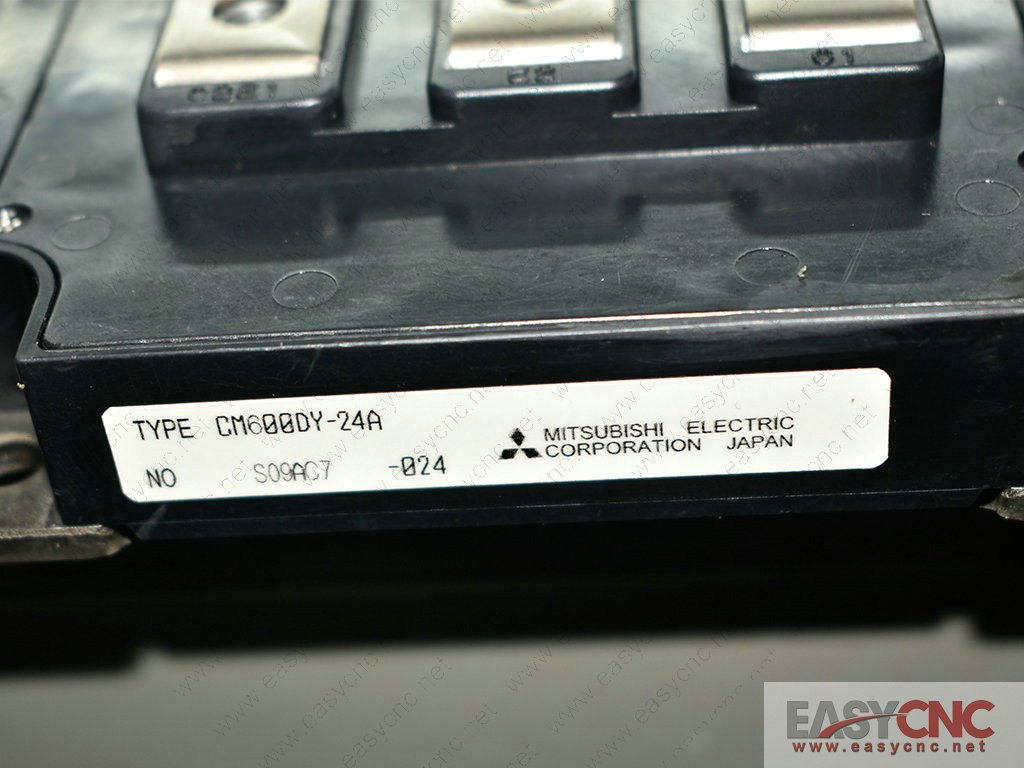 C2E1
E2
C1
TYPE CM600DY-24A
MITSUBISHI ELECTRIC
CORPORATION JAPAN
NO S09AC7 -024
EASYCNC
www.easycnc.net